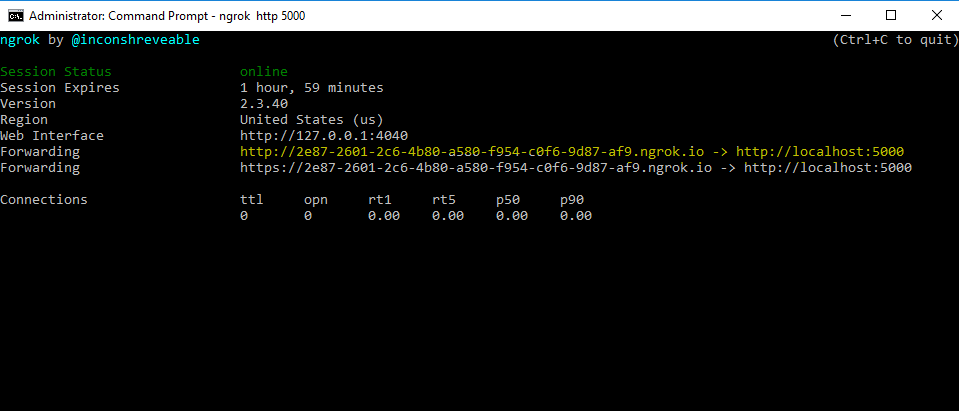 Administrator: Command Prompt - ngrok  http 5000
ngrok by @inconshreveable (Ctrl+C to quit)
Session Status online
Session Expires 1 hour, 59 minutes
Version 2.3.40
Region United States (us)
Web Interface http://127.0.0.1:4040
Forwarding http://2e87-2601-2c6-4b80-a580-f954-c0f6-9d87-af9.ngrok.io -> http://localhost:5000
Forwarding https://2e87-2601-2c6-4b80-a580-f954-c0f6-9d87-af9.ngrok.io -> http://localhost:5000
Connections ttl opn rt1 rt5 p50 p90
0 0 0.00 0.00 0.00 0.00